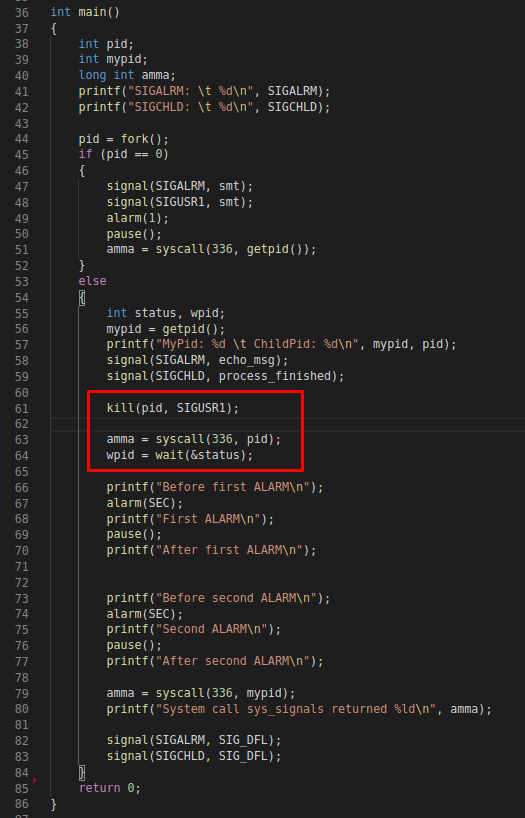 36 int main()
37 {
38     int pid;
39     int mypid;
40     long int amma;
41     printf("SIGALRM: \t %d\n", SIGALRM);
42     printf("SIGCHLD: \t %d\n", SIGCHLD);
43
44     pid = fork();
45     if (pid == 0)
46     {
47         signal(SIGALRM, smt);
48         signal(SIGUSR1, smt);
49         alarm(1);
50         pause();
51         amma = syscall(336, getpid());
52     }
53     else
54     {
55         int status, wpid;
56         mypid = getpid();
57         printf("MyPid: %d \t ChildPid: %d\n", mypid, pid);
58         signal(SIGALRM, echo_msg);
59         signal(SIGCHLD, process_finished);
60
61         kill(pid, SIGUSR1);
62
63         amma = syscall(336, pid);
64         wpid = wait(&status);
65
66         printf("Before first ALARM\n");
67         alarm(SEC);
68         printf("First ALARM\n");
69         pause();
70         printf("After first ALARM\n");
71
72
73         printf("Before second ALARM\n");
74         alarm(SEC);
75         printf("Second ALARM\n");
76         pause();
77         printf("After second ALARM\n");
78
79         amma = syscall(336, mypid);
80         printf("System call sys_signals returned %ld\n", amma);
81
82         signal(SIGALRM, SIG_DFL);
83         signal(SIGCHLD, SIG_DFL);
84     }
85     return 0;
86 }